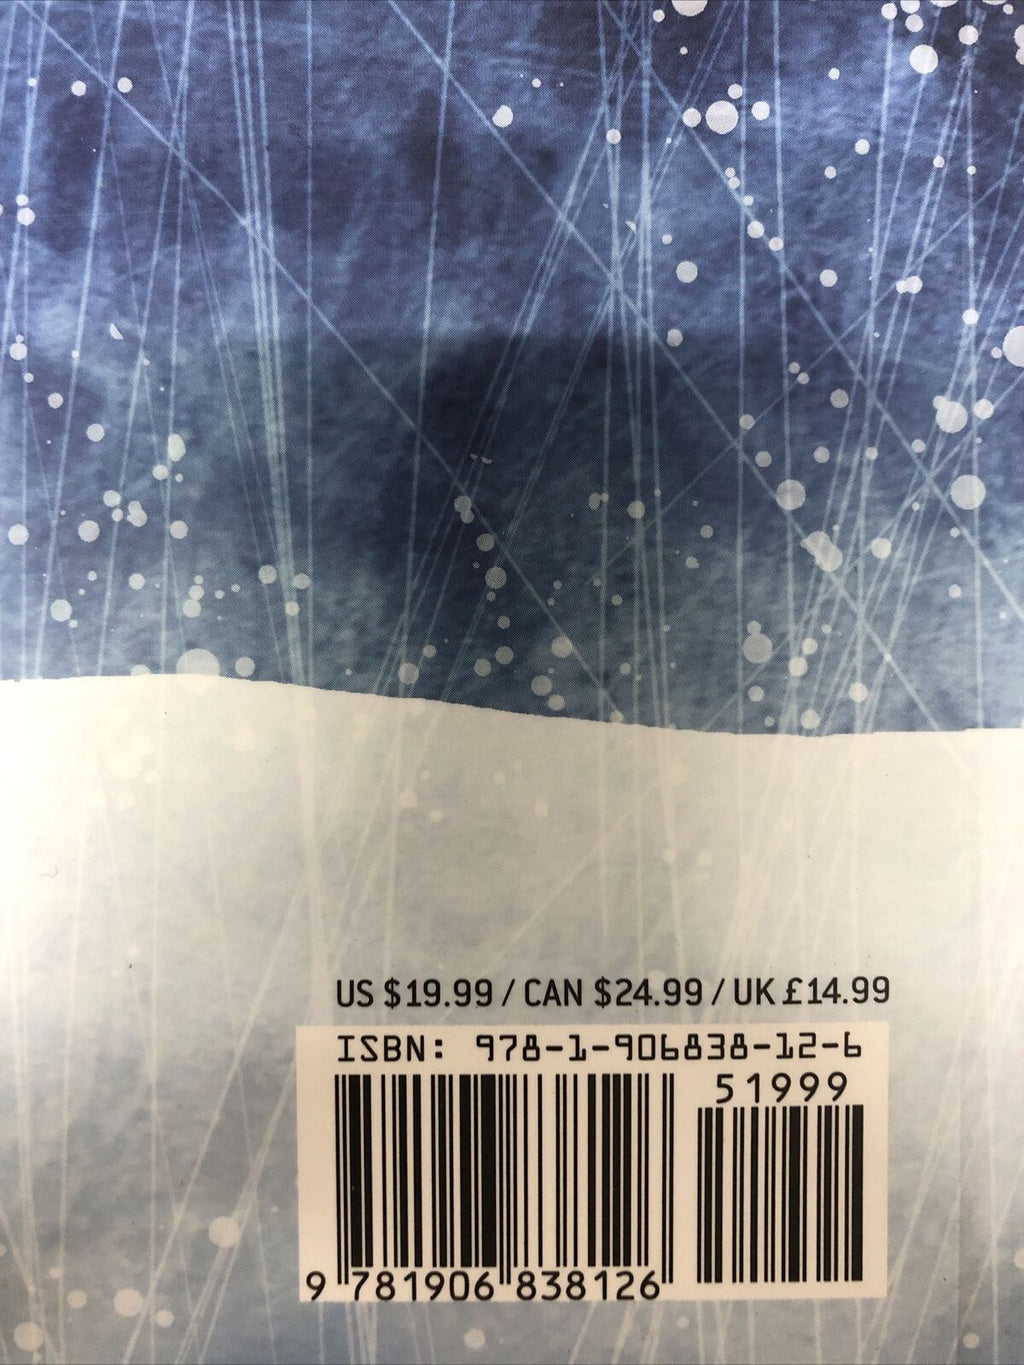 US $19.99 / CAN $24.99 / UK £14.99
ISBN: 978-1-906838-12-6
51999
9 781906 838126